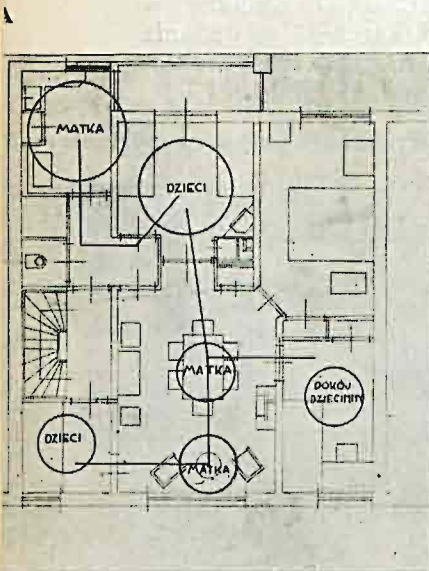 A
MATKA
DZIECI
MATKA
POKÓJ
DZIECINNY
DZIECI
MATKA